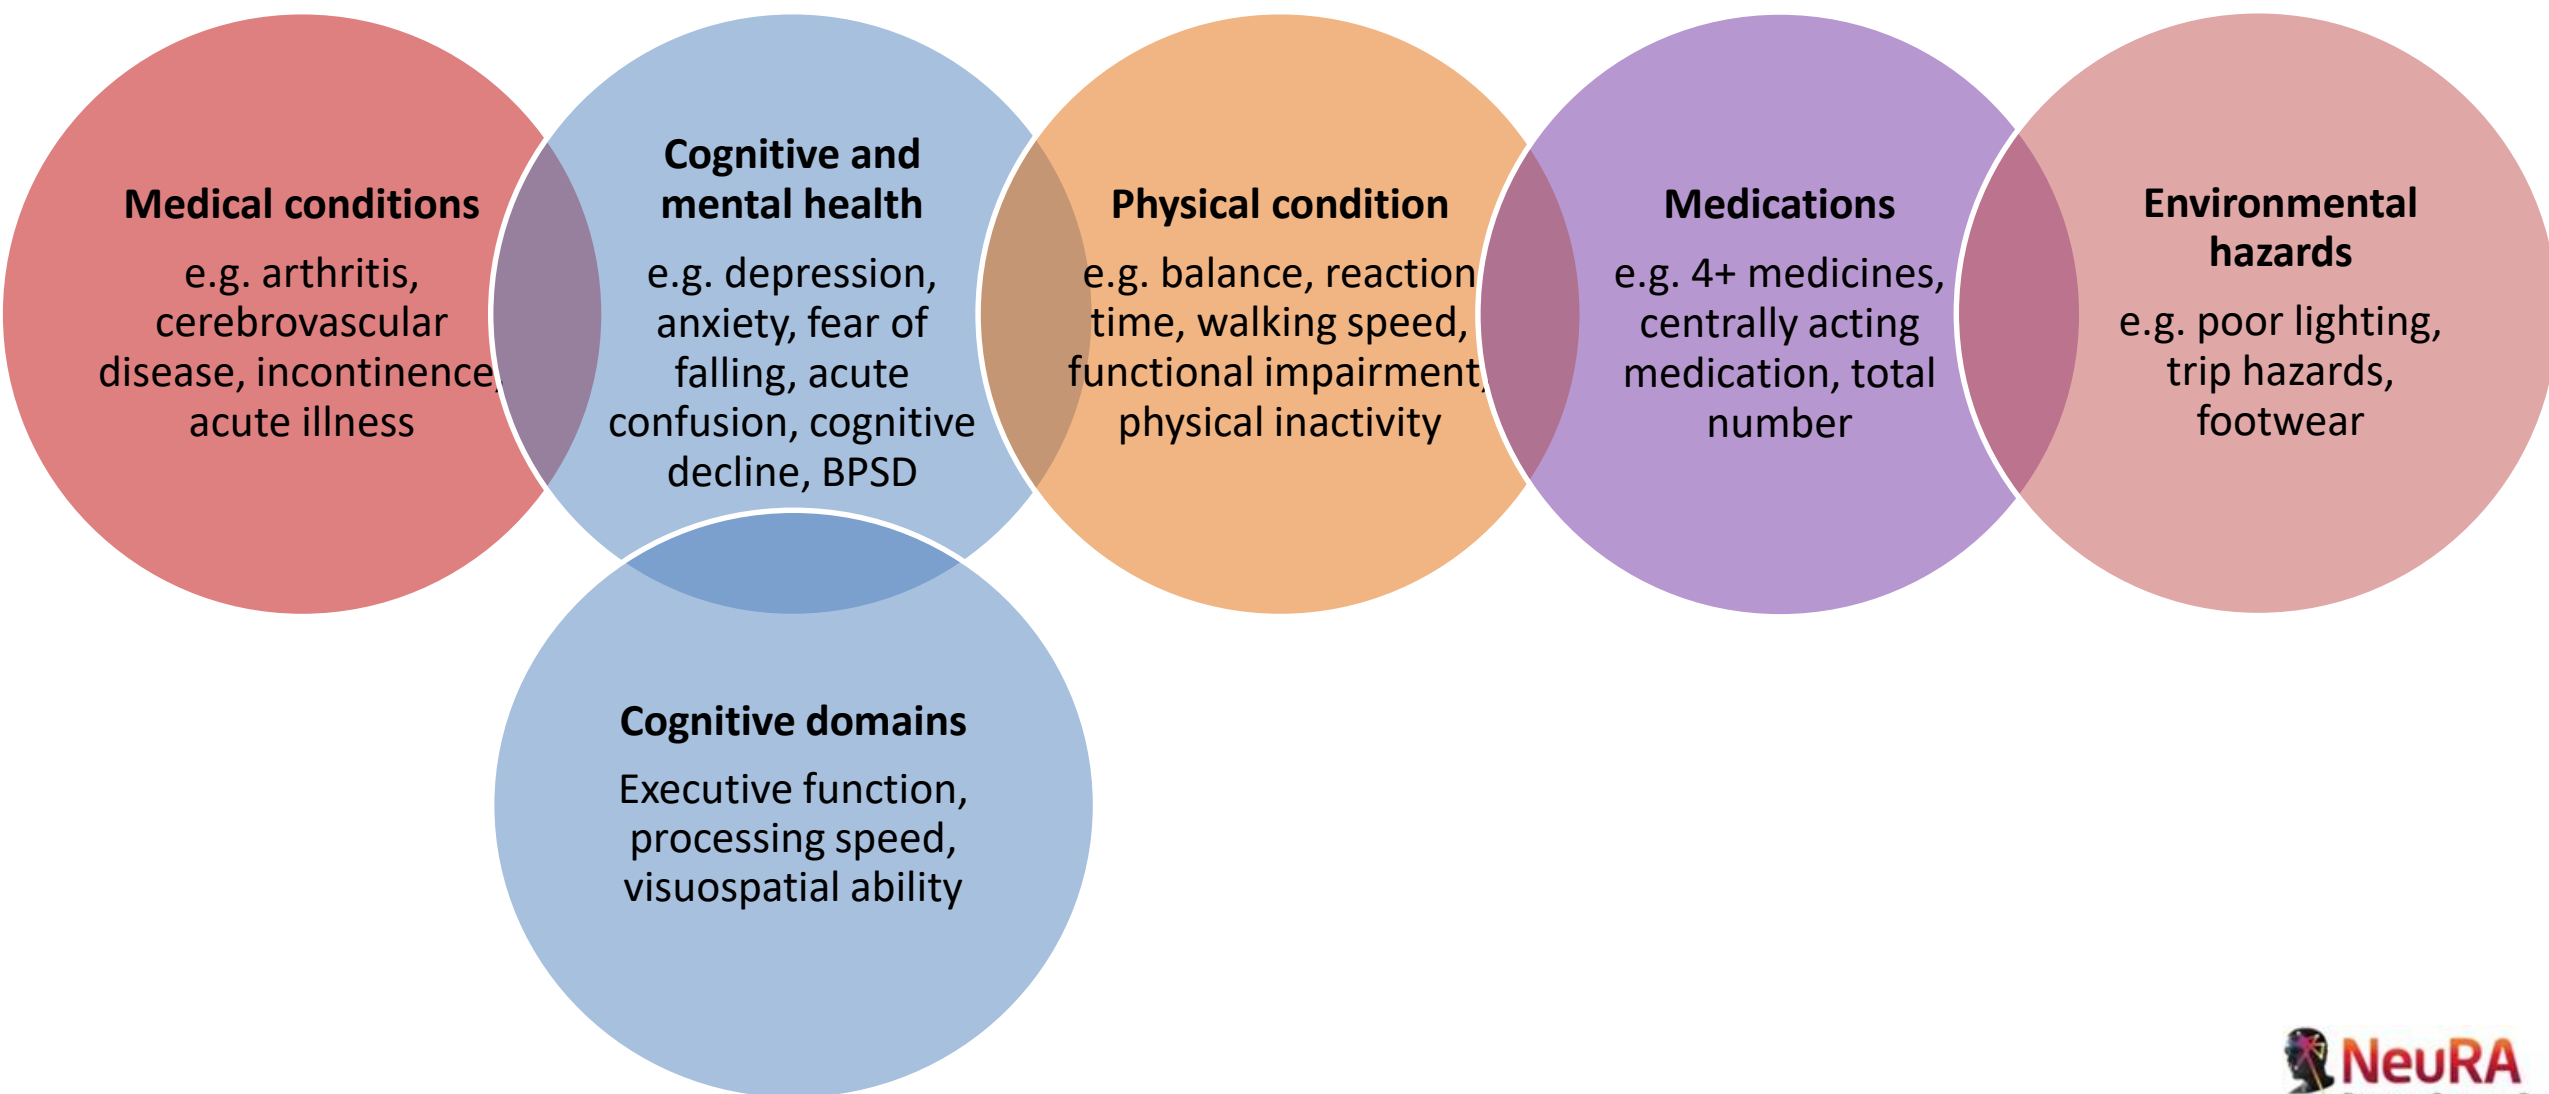 Medical conditions
e.g. arthritis,
cerebrovascular
disease, incontinence,
acute illness
Cognitive and
mental health
e.g. depression,
anxiety, fear of
falling, acute
confusion, cognitive
decline, BPSD
Physical condition
e.g. balance, reaction
time, walking speed,
functional impairment,
physical inactivity
Medications
e.g. 4+ medicines,
centrally acting
medication, total
number
Environmental
hazards
e.g. poor lighting,
trip hazards,
footwear
Cognitive domains
Executive function,
processing speed,
visuospatial ability
NeuRA